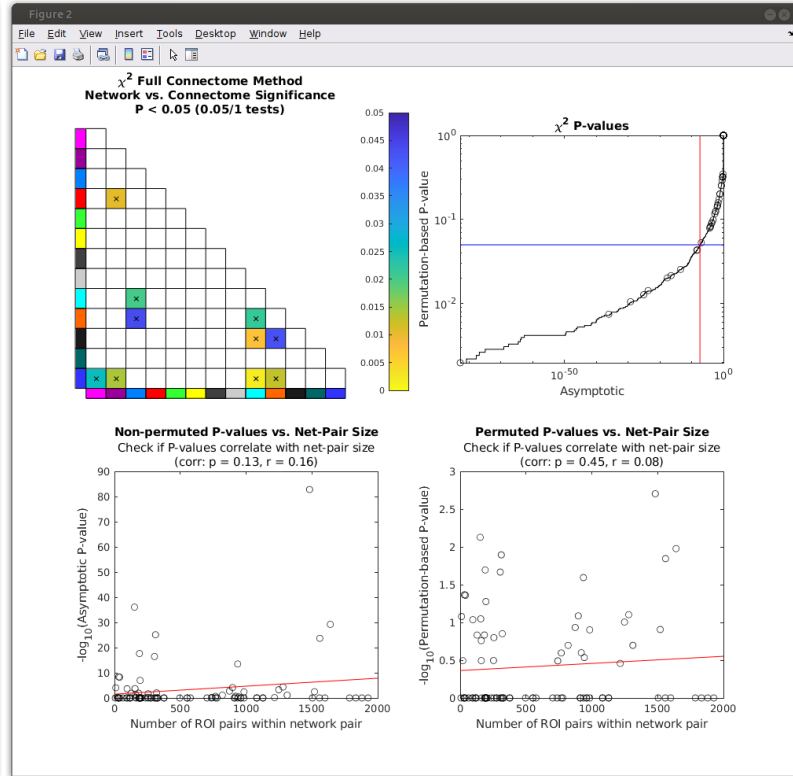 Figure 2
File Edit View Insert Tools Desktop Window Help
χ² Full Connectome Method
Network vs. Connectome Significance
P < 0.05 (0.05/1 tests)
0.05
0.045
0.04
0.035
0.03
0.025
0.02
0.015
0.01
0.005
0
χ² P-values
Permutation-based P-value
10⁰
10⁻¹
10⁻²
10⁻⁵⁰
10⁰
Asymptotic
Non-permuted P-values vs. Net-Pair Size
Check if P-values correlate with net-pair size
(corr: p = 0.13, r = 0.16)
-log₁₀(Asymptotic P-value)
90
80
70
60
50
40
30
20
10
0
0 500 1000 1500 2000
Number of ROI pairs within network pair
Permuted P-values vs. Net-Pair Size
Check if P-values correlate with net-pair size
(corr: p = 0.45, r = 0.08)
-log₁₀(Permutation-based P-value)
3
2.5
2
1.5
1
0.5
0
0 500 1000 1500 2000
Number of ROI pairs within network pair